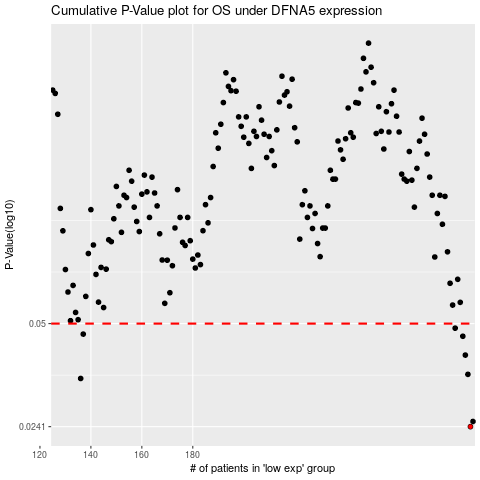 Cumulative P-Value plot for OS under DFNA5 expression
P-Value(log10)
0.05
0.0241
120 140 160 180
# of patients in 'low exp' group